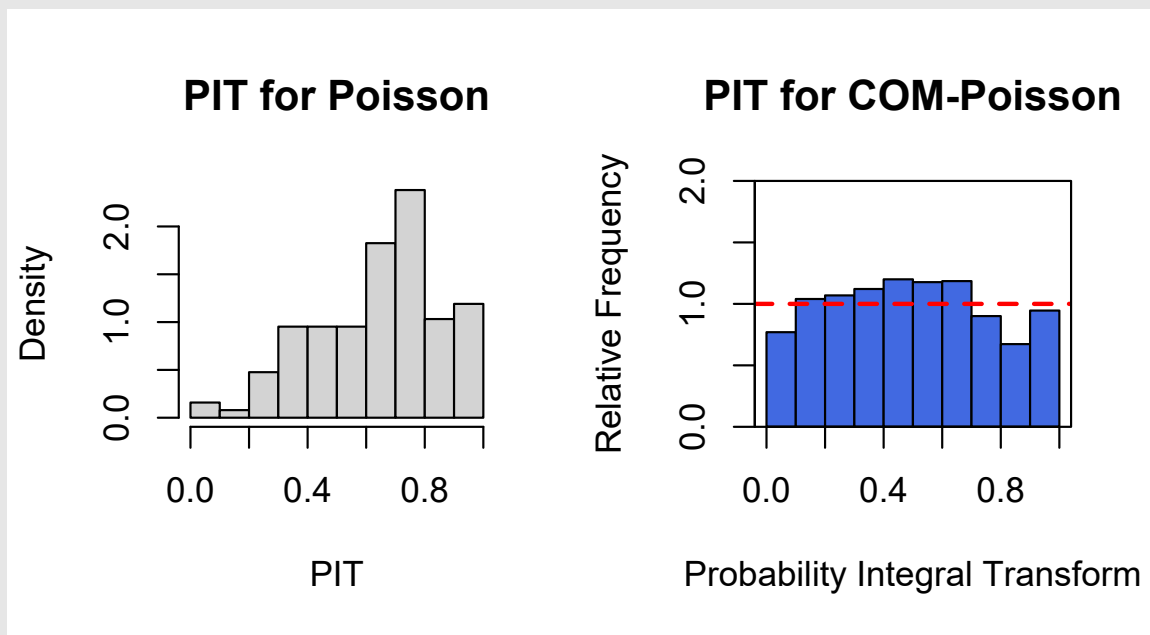 PIT for Poisson
Density
2.0
1.0
0.0
0.0 0.4 0.8
PIT
PIT for COM-Poisson
Relative Frequency
2.0
1.0
0.0
0.0 0.4 0.8
Probability Integral Transform